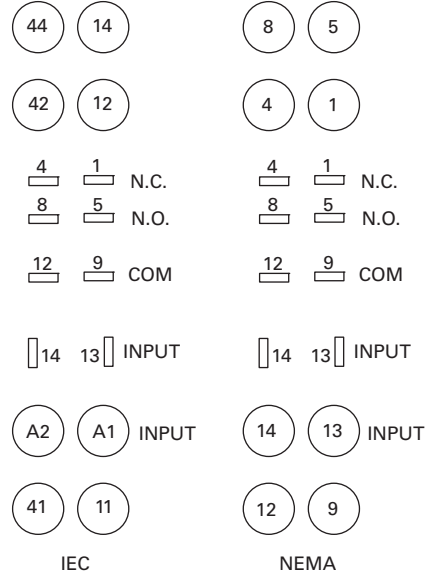 44 14 8 5
42 12 4 1
4 1 N.C. 4 1 N.C.
8 5 N.O. 8 5 N.O.
12 9 COM 12 9 COM
14 13 INPUT 14 13 INPUT
A2 A1 INPUT 14 13 INPUT
41 11 12 9
IEC NEMA